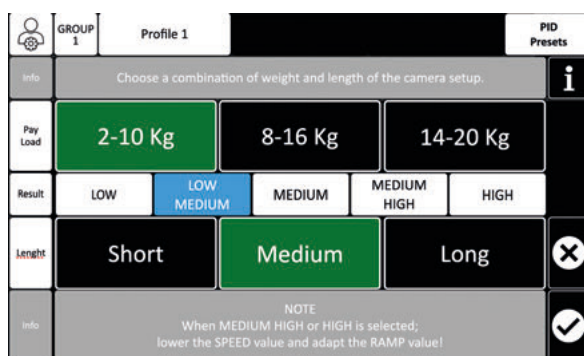 GROUP
1
Profile 1
PID
Presets
Info
Choose a combination of weight and length of the camera setup.
i
Pay
Load
2-10 Kg
8-16 Kg
14-20 Kg
Result
LOW
LOW
MEDIUM
MEDIUM
MEDIUM
HIGH
HIGH
Lenght
Short
Medium
Long
Info
NOTE
When MEDIUM HIGH or HIGH is selected;
lower the SPEED value and adapt the RAMP value!